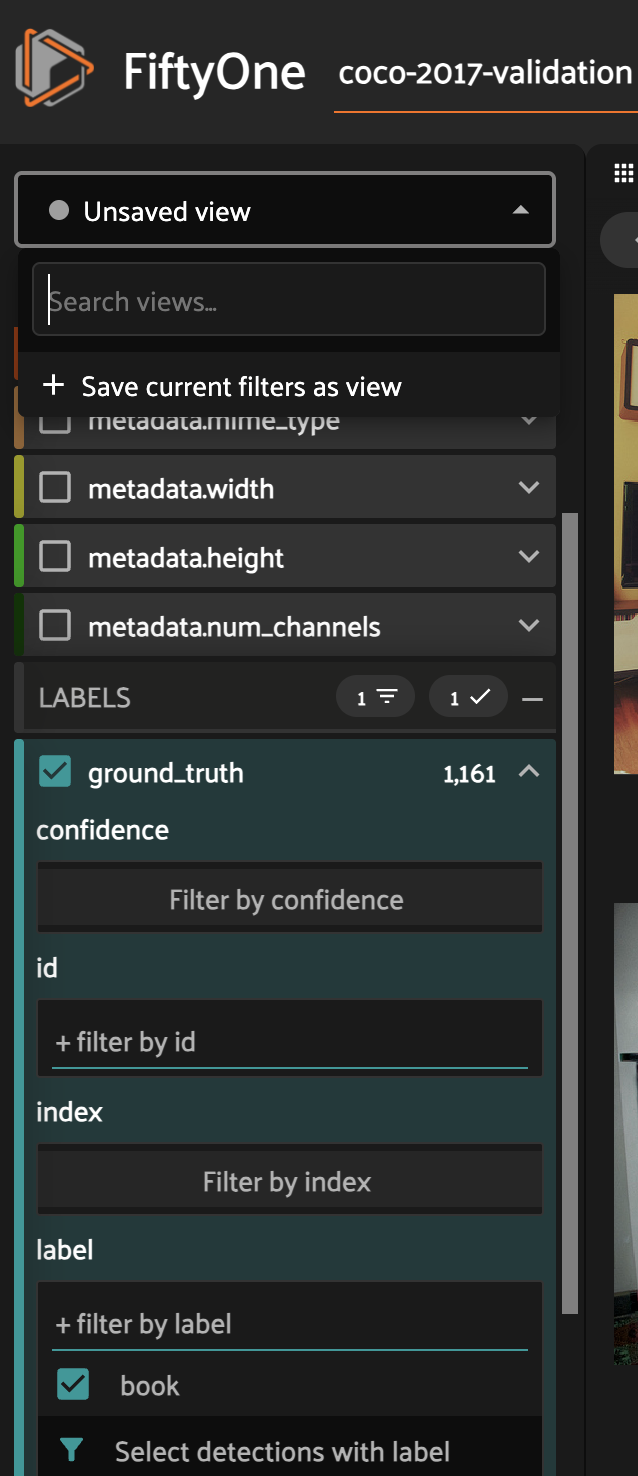 FiftyOne coco-2017-validation
Unsaved view
Search views...
+ Save current filters as view
metadata.mime_type
metadata.width
metadata.height
metadata.num_channels
LABELS 1 1
ground_truth 1,161
confidence
Filter by confidence
id
+ filter by id
index
Filter by index
label
+ filter by label
book
Select detections with label